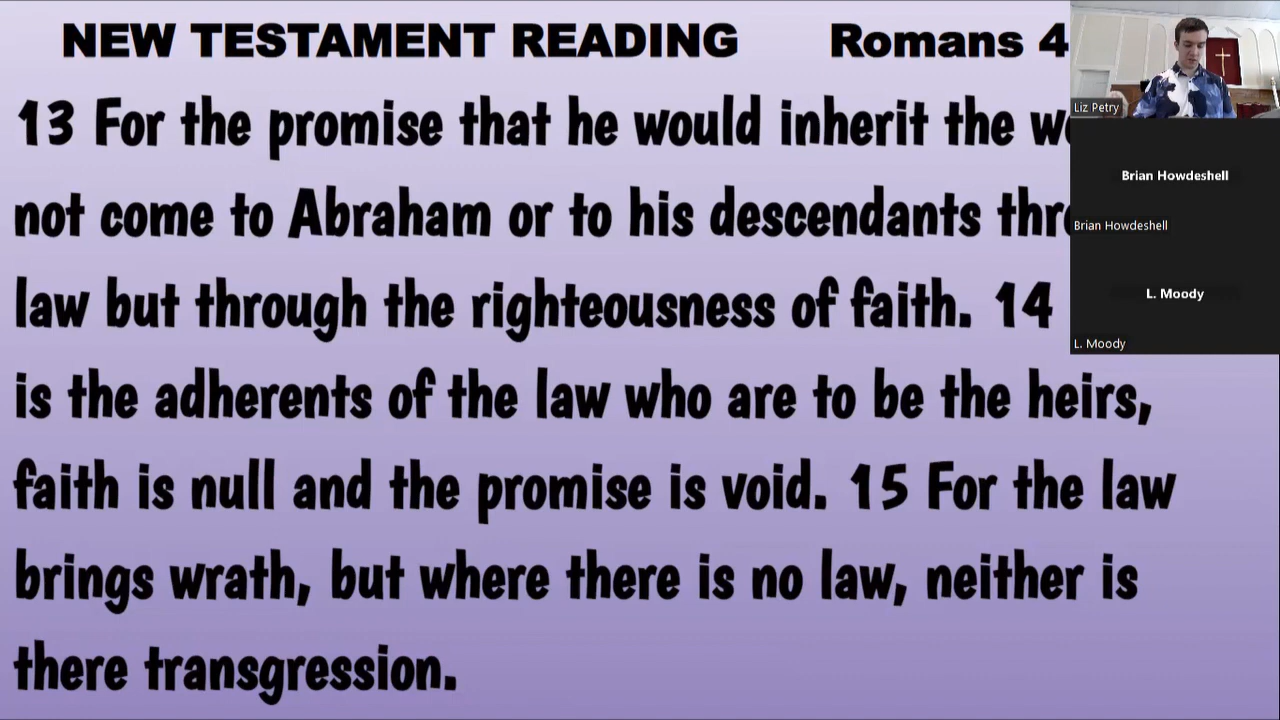 NEW TESTAMENT READING Romans 4
13 For the promise that he would inherit the
not come to Abraham or to his descendants
law but through the righteousness of faith. 14
is the adherents of the law who are to be the heirs,
faith is null and the promise is void. 15 For the law
brings wrath, but where there is no law, neither is
there transgression.
Liz Petry
Brian Howdeshell
Brian Howdeshell
L. Moody
L. Moody